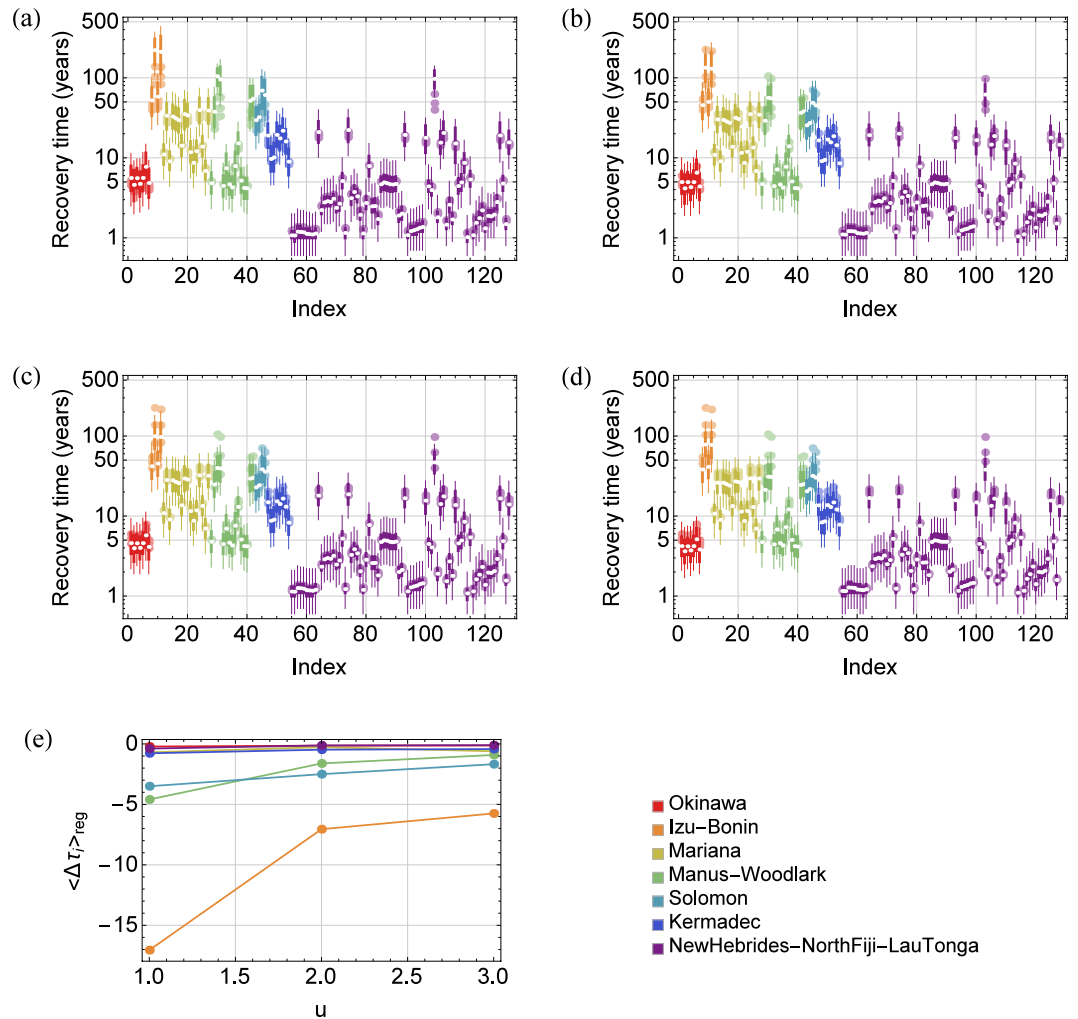 (a)
Recovery time (years)
500
100
50
10
5
1
0 20 40 60 80 100 120
Index
(b)
Recovery time (years)
500
100
50
10
5
1
0 20 40 60 80 100 120
Index
(c)
Recovery time (years)
500
100
50
10
5
1
0 20 40 60 80 100 120
Index
(d)
Recovery time (years)
500
100
50
10
5
1
0 20 40 60 80 100 120
Index
(e)
<Δτi>reg
0
−5
−10
−15
1.0 1.5 2.0 2.5 3.0
u
Okinawa
Izu−Bonin
Mariana
Manus−Woodlark
Solomon
Kermadec
NewHebrides−NorthFiji−LauTonga